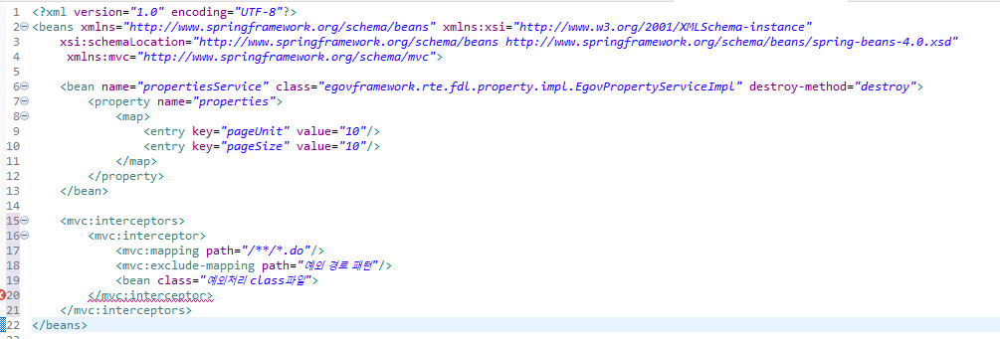 1 <?xml version="1.0" encoding="UTF-8"?>
2 <beans xmlns="http://www.springframework.org/schema/beans" xmlns:xsi="http://www.w3.org/2001/XMLSchema-instance"
3 xsi:schemaLocation="http://www.springframework.org/schema/beans http://www.springframework.org/schema/beans/spring-beans-4.0.xsd"
4 xmlns:mvc="http://www.springframework.org/schema/mvc">
5
6 <bean name="propertiesService" class="egovframework.rte.fdl.property.impl.EgovPropertyServiceImpl" destroy-method="destroy">
7 <property name="properties">
8 <map>
9 <entry key="pageUnit" value="10"/>
10 <entry key="pageSize" value="10"/>
11 </map>
12 </property>
13 </bean>
14
15 <mvc:interceptors>
16 <mvc:interceptor>
17 <mvc:mapping path="/**/*.do"/>
18 <mvc:exclude-mapping path="예외 경로 패턴"/>
19 <bean class="예외처리 class파일">
20 </mvc:interceptor>
21 </mvc:interceptors>
22 </beans>
23